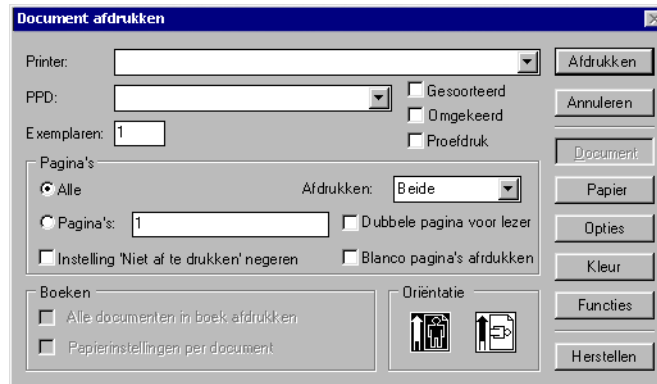 Document afdrukken
Printer:
Afdrukken
PPD:
Gesoorteerd
Annuleren
Omgekeerd
Exemplaren: 1
Proefdruk
Document
Pagina's
Alle
Afdrukken: Beide
Papier
Pagina's: 1
Dubbele pagina voor lezer
Opties
Instelling 'Niet af te drukken' negeren
Blanco pagina's afrdukken
Kleur
Boeken
Oriëntatie
Functies
Alle documenten in boek afdrukken
Papierinstellingen per document
Herstellen